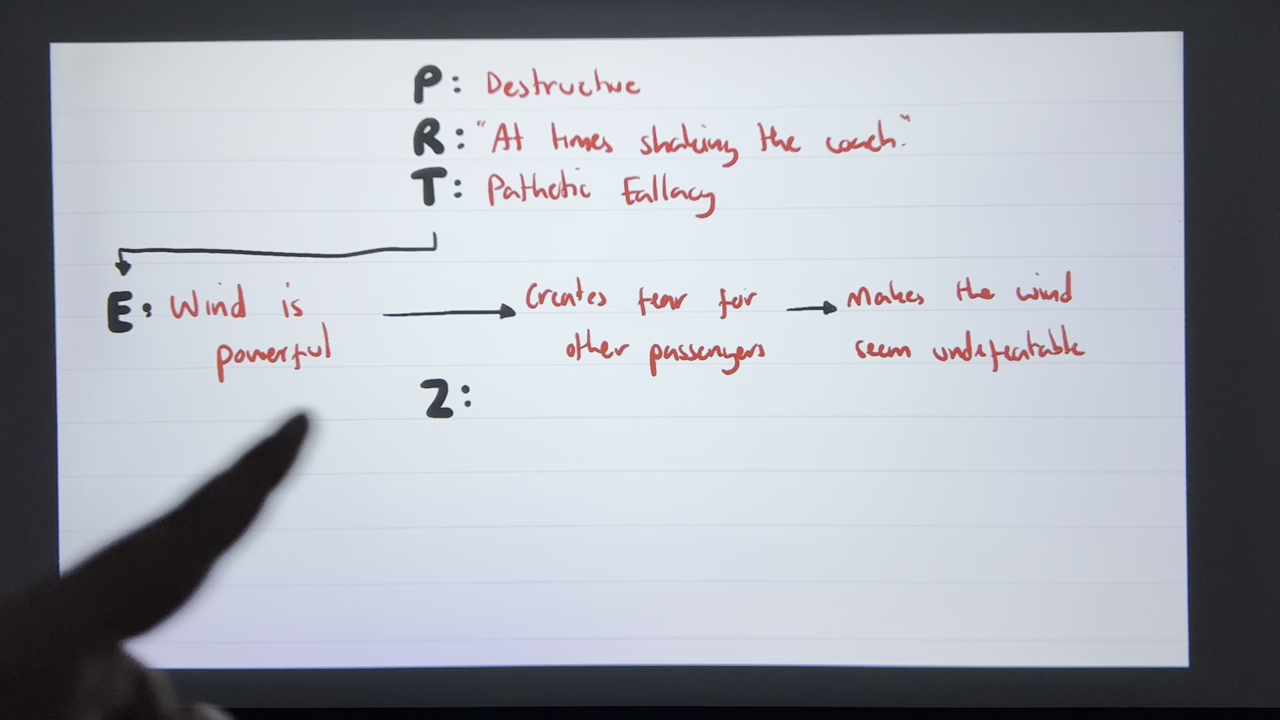 P: Destructive
R: "At times shaking the coach."
T: Pathetic Fallacy
E: Wind is powerful → Creates fear for other passengers → Makes the wind seem undefeatable
Z: